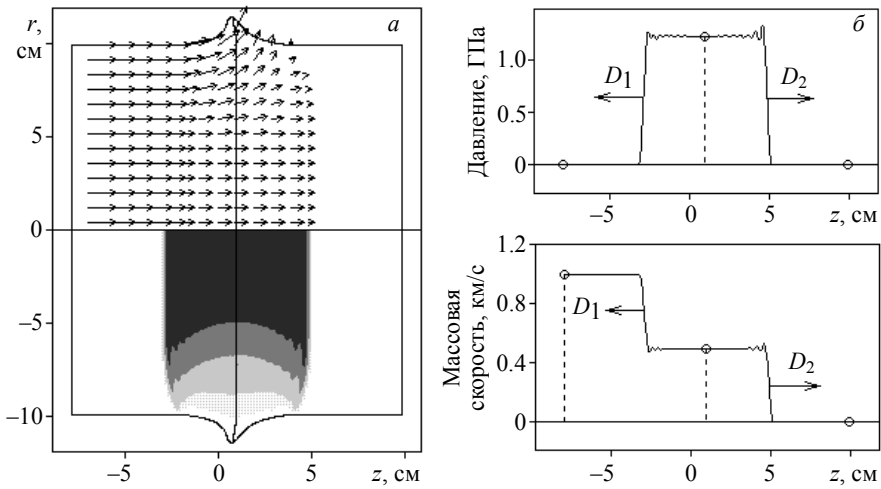 r,
см
а
5
0
–5
–10
–5
0
5
z, см
б
Давление, ГПа
1.0
0.5
0
D1
D2
–5
0
5
z, см
Массовая
скорость, км/с
1.2
0.8
0.4
0
D1
D2
–5
0
5
z, см